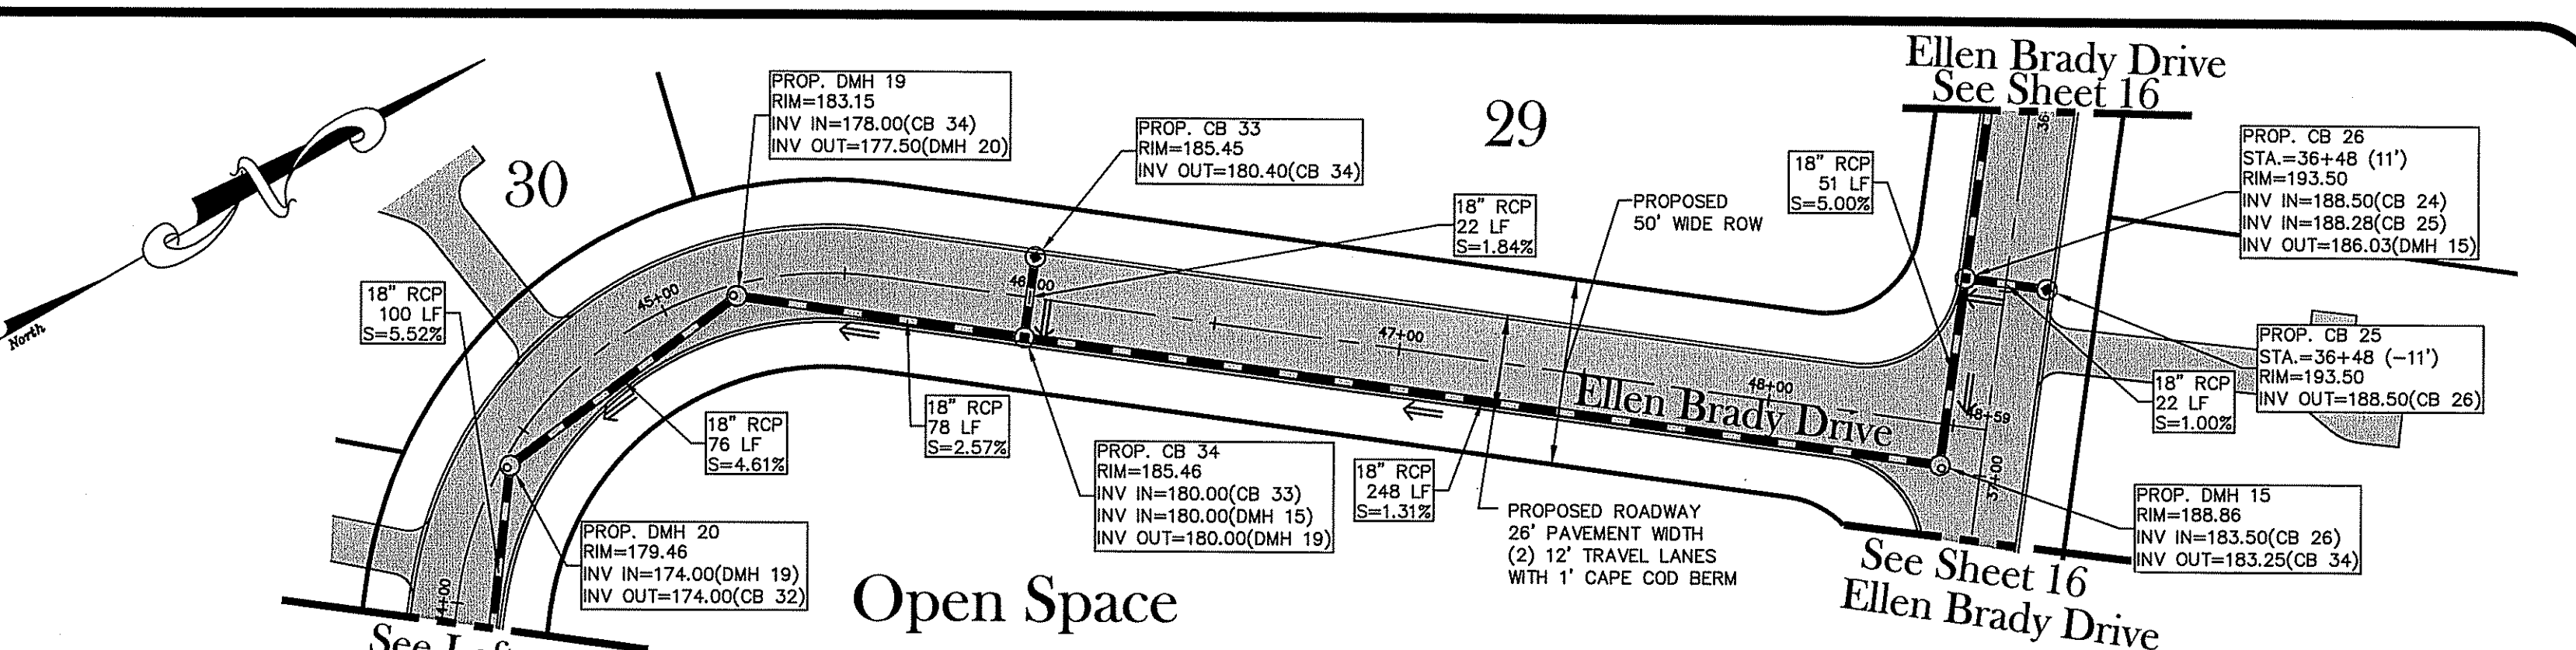 Ellen Brady Drive
See Sheet 16
PROP. DMH 19
RIM=183.15
INV IN=178.00(CB 34)
INV OUT=177.50(DMH 20)
PROP. CB 33
RIM=185.45
INV OUT=180.40(CB 34)
29
30
PROP. CB 26
STA.=36+48 (11')
RIM=193.50
INV IN=188.50(CB 24)
INV IN=188.28(CB 25)
INV OUT=186.03(DMH 15)
18" RCP
51 LF
S=5.00%
18" RCP
22 LF
S=1.84%
PROPOSED
50' WIDE ROW
North
18" RCP
100 LF
S=5.52%
45+00
46+00
47+00
48+00
48+59
37+00
Ellen Brady Drive
PROP. CB 25
STA.=36+48 (-11')
RIM=193.50
INV OUT=188.50(CB 26)
18" RCP
22 LF
S=1.00%
18" RCP
76 LF
S=4.61%
18" RCP
78 LF
S=2.57%
PROP. CB 34
RIM=185.46
INV IN=180.00(CB 33)
INV IN=180.00(DMH 15)
INV OUT=180.00(DMH 19)
18" RCP
248 LF
S=1.31%
PROPOSED ROADWAY
26' PAVEMENT WIDTH
(2) 12' TRAVEL LANES
WITH 1' CAPE COD BERM
PROP. DMH 15
RIM=188.86
INV IN=183.50(CB 26)
INV OUT=183.25(CB 34)
PROP. DMH 20
RIM=179.46
INV IN=174.00(DMH 19)
INV OUT=174.00(CB 32)
Open Space
See Sheet 16
Ellen Brady Drive
See